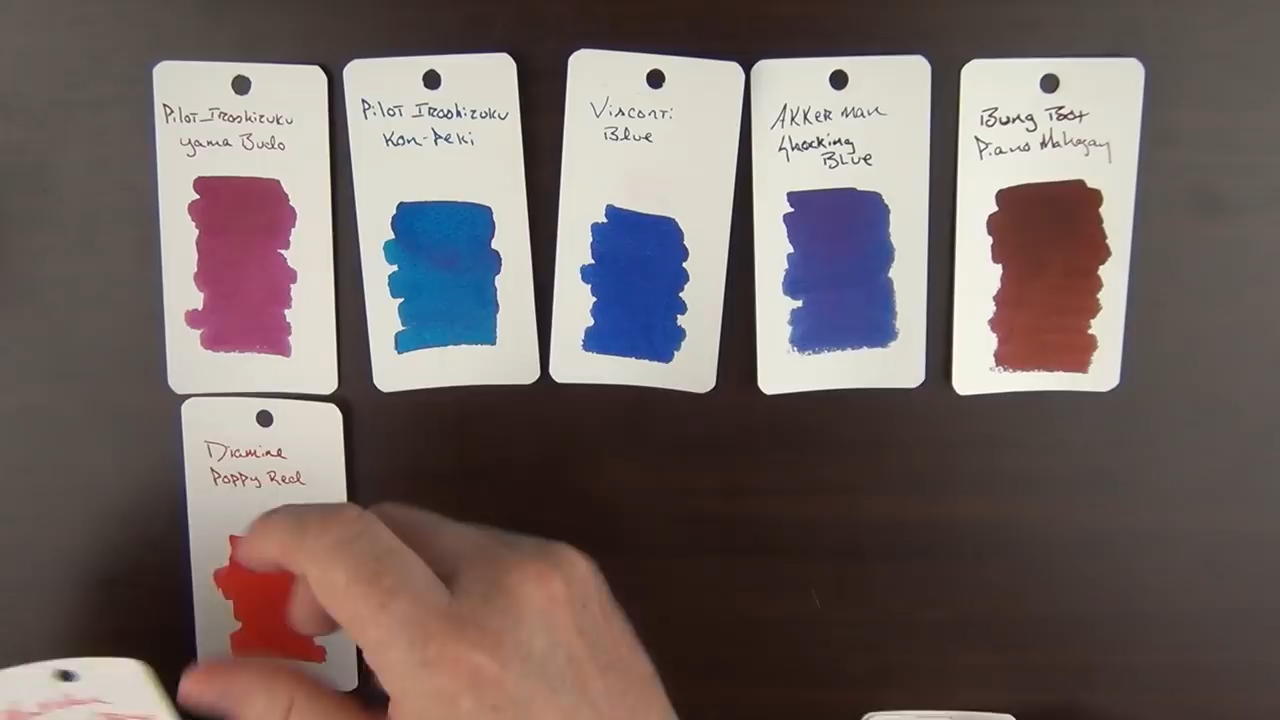 Pilot Iroshizuku
yama Budo
Pilot Iroshizuku
Kon-Peki
Visconti
Blue
AKKerman
Shocking
Blue
Bung Box
Piano Mahogany
Diamine
Poppy Red